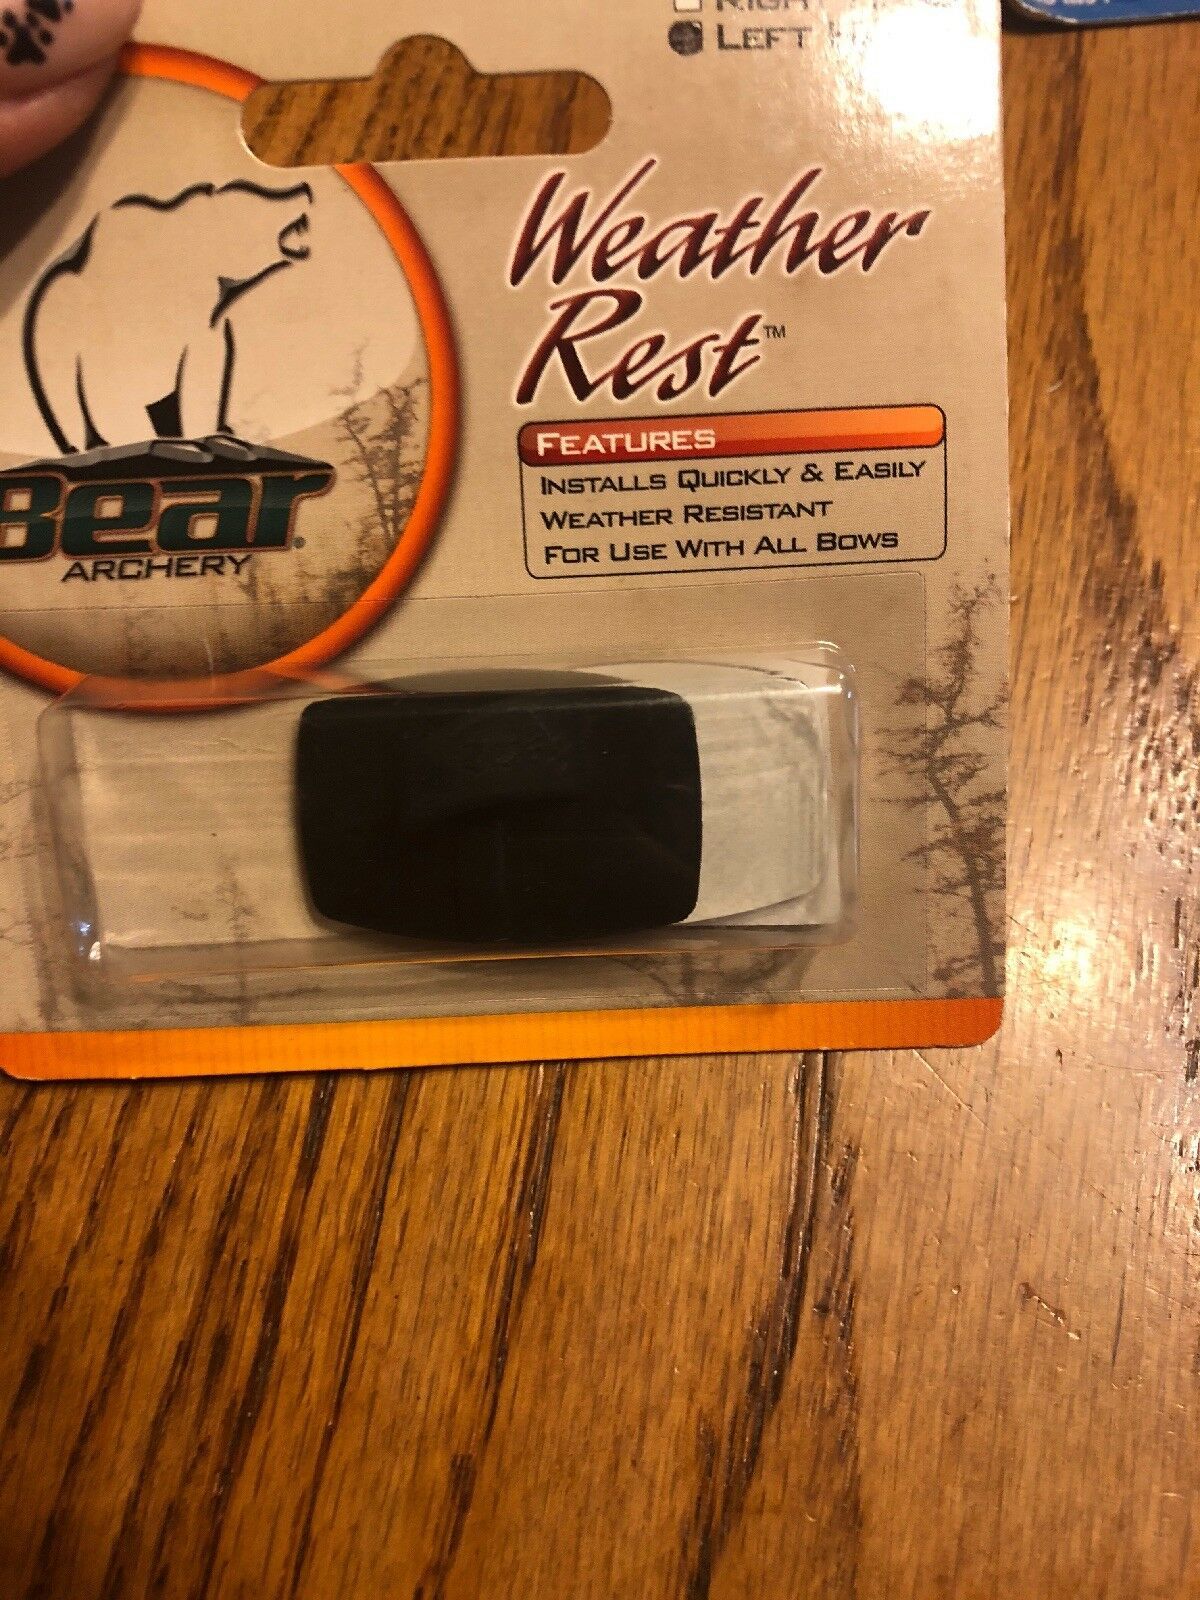 Left
Weather
Rest™
Features
Installs Quickly & Easily
Weather Resistant
For Use With All Bows
Bear®
Archery